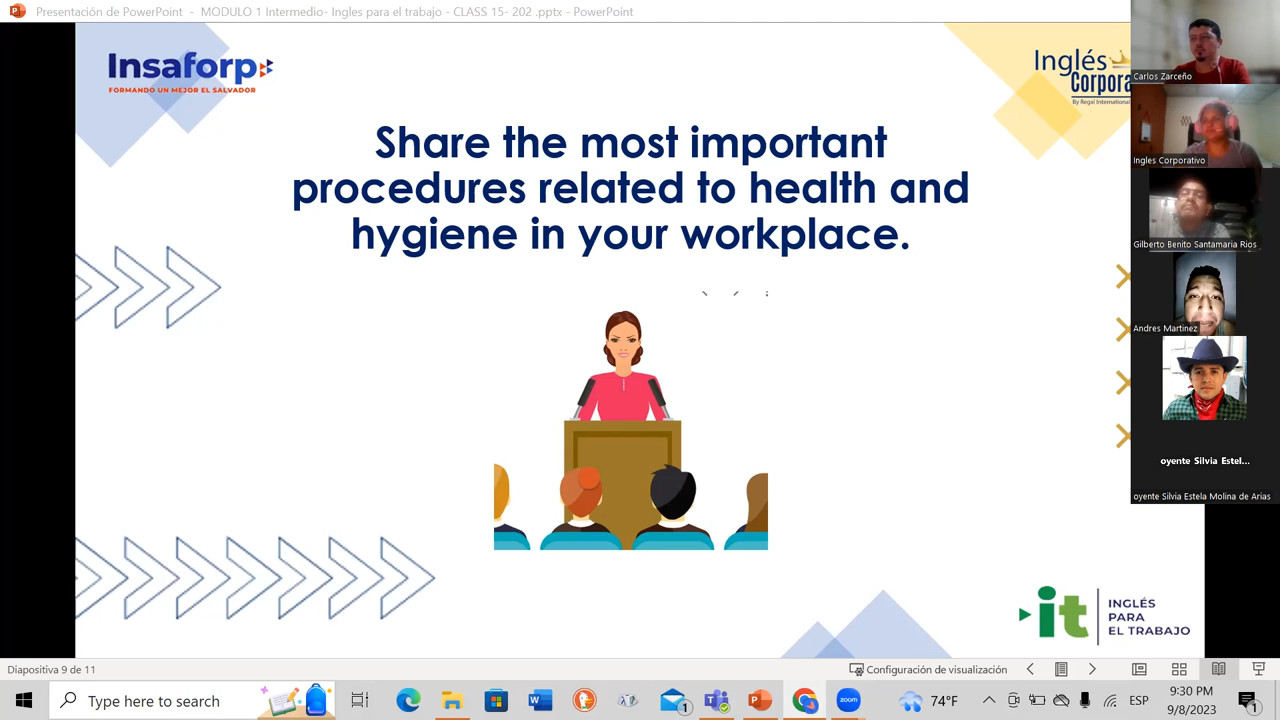 Presentación de PowerPoint - MODULO 1 Intermedio- Ingles para el trabajo - CLASS 15- 202 .pptx - PowerPoint
Insaforp
FORMANDO UN MEJOR EL SALVADOR
Inglés
Corpora
By Regal International
Share the most important
procedures related to health and
hygiene in your workplace.
Carlos Zarceño
Ingles Corporativo
Gilberto Benito Santamaria Rios
Andres Martinez
oyente Silvia Estel...
oyente Silvia Estela Molina de Arias
it
INGLÉS
PARA
EL TRABAJO
Diapositiva 9 de 11
Configuración de visualización
Type here to search
1
zoom
74°F
ESP
9:30 PM
9/8/2023
1